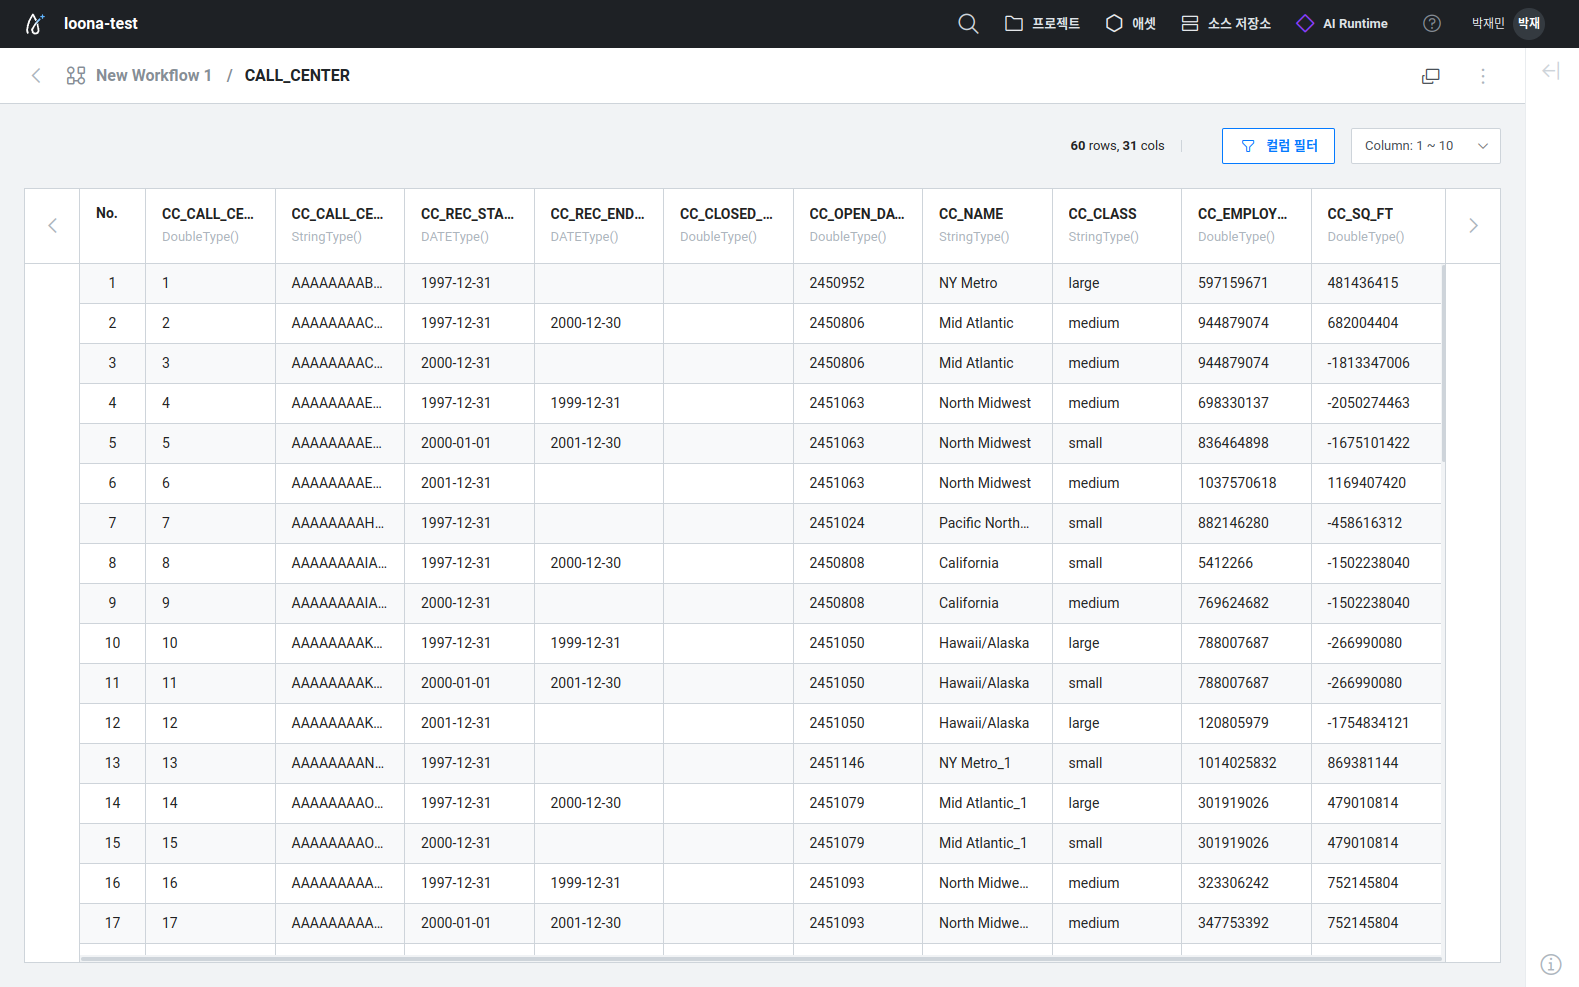 loona-test
프로젝트
애셋
소스 저장소
AI Runtime
박재민
박재
New Workflow 1 / CALL_CENTER
60 rows, 31 cols
컬럼 필터
Column: 1 ~ 10
No. CC_CALL_CE... CC_CALL_CE... CC_REC_STA... CC_REC_END... CC_CLOSED_... CC_OPEN_DA... CC_NAME CC_CLASS CC_EMPLOY... CC_SQ_FT
DoubleType() StringType() DATEType() DATEType() DoubleType() DoubleType() StringType() StringType() DoubleType() DoubleType()
1 1 AAAAAAAAB... 1997-12-31 2450952 NY Metro large 597159671 481436415
2 2 AAAAAAAAC... 1997-12-31 2000-12-30 2450806 Mid Atlantic medium 944879074 682004404
3 3 AAAAAAAAC... 2000-12-31 2450806 Mid Atlantic medium 944879074 -1813347006
4 4 AAAAAAAAE... 1997-12-31 1999-12-31 2451063 North Midwest medium 698330137 -2050274463
5 5 AAAAAAAAE... 2000-01-01 2001-12-30 2451063 North Midwest small 836464898 -1675101422
6 6 AAAAAAAAE... 2001-12-31 2451063 North Midwest medium 1037570618 1169407420
7 7 AAAAAAAAH... 1997-12-31 2451024 Pacific North... small 882146280 -458616312
8 8 AAAAAAAAIA... 1997-12-31 2000-12-30 2450808 California small 5412266 -1502238040
9 9 AAAAAAAAIA... 2000-12-31 2450808 California medium 769624682 -1502238040
10 10 AAAAAAAAK... 1997-12-31 1999-12-31 2451050 Hawaii/Alaska large 788007687 -266990080
11 11 AAAAAAAAK... 2000-01-01 2001-12-30 2451050 Hawaii/Alaska small 788007687 -266990080
12 12 AAAAAAAAK... 2001-12-31 2451050 Hawaii/Alaska large 120805979 -1754834121
13 13 AAAAAAAAN... 1997-12-31 2451146 NY Metro_1 small 1014025832 869381144
14 14 AAAAAAAAO... 1997-12-31 2000-12-30 2451079 Mid Atlantic_1 large 301919026 479010814
15 15 AAAAAAAAO... 2000-12-31 2451079 Mid Atlantic_1 small 301919026 479010814
16 16 AAAAAAAAA... 1997-12-31 1999-12-31 2451093 North Midwe... medium 323306242 752145804
17 17 AAAAAAAAA... 2000-01-01 2001-12-30 2451093 North Midwe... medium 347753392 752145804